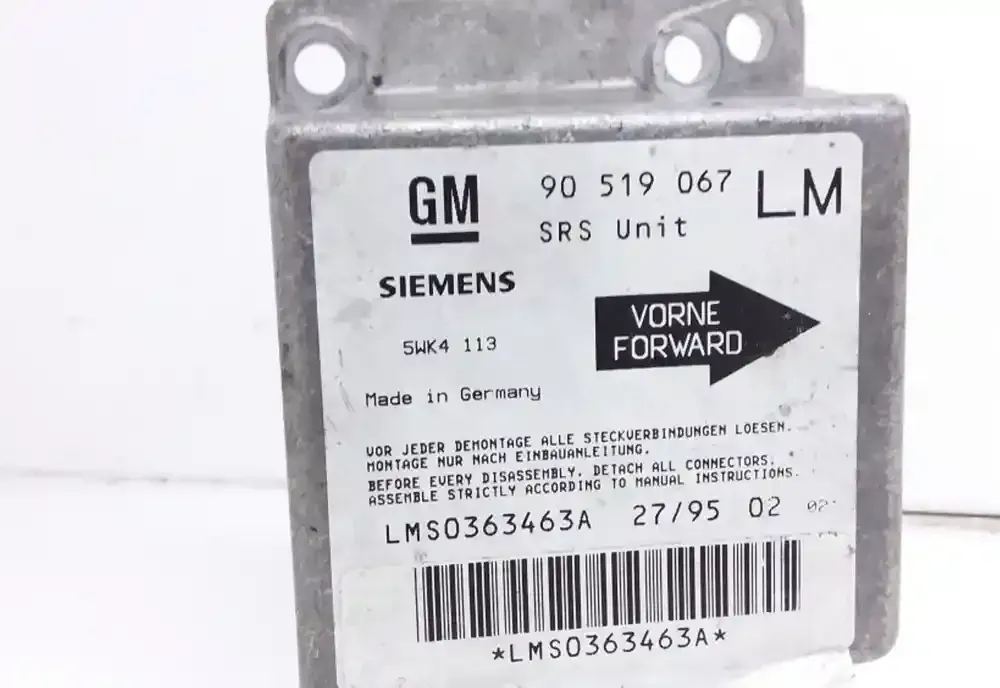 GM
90 519 067
LM
SRS Unit
SIEMENS
VORNE
FORWARD
5WK4 113
Made in Germany
VOR JEDER DEMONTAGE ALLE STECKVERBINDUNGEN LOESEN.
MONTAGE NUR NACH EINBAUANLEITUNG.
BEFORE EVERY DISASSEMBLY, DETACH ALL CONNECTORS.
ASSEMBLE STRICTLY ACCORDING TO MANUAL INSTRUCTIONS.
LMS0363463A 27/95 02 02
*LMS0363463A*